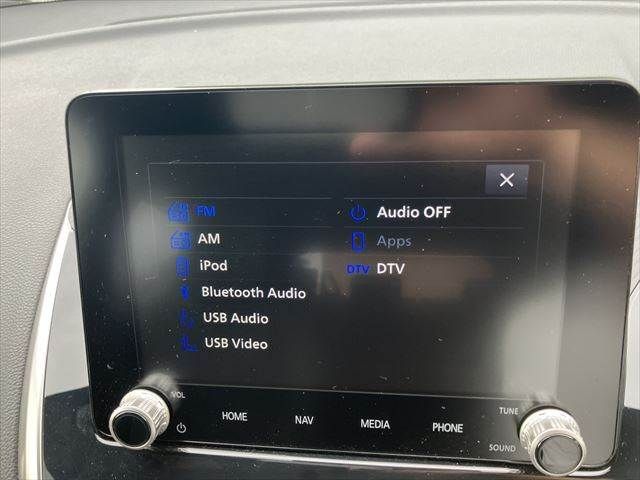 FM
AM
iPod
Bluetooth Audio
USB Audio
USB Video
Audio OFF
Apps
DTV DTV
VOL
HOME
NAV
MEDIA
PHONE
TUNE
SOUND